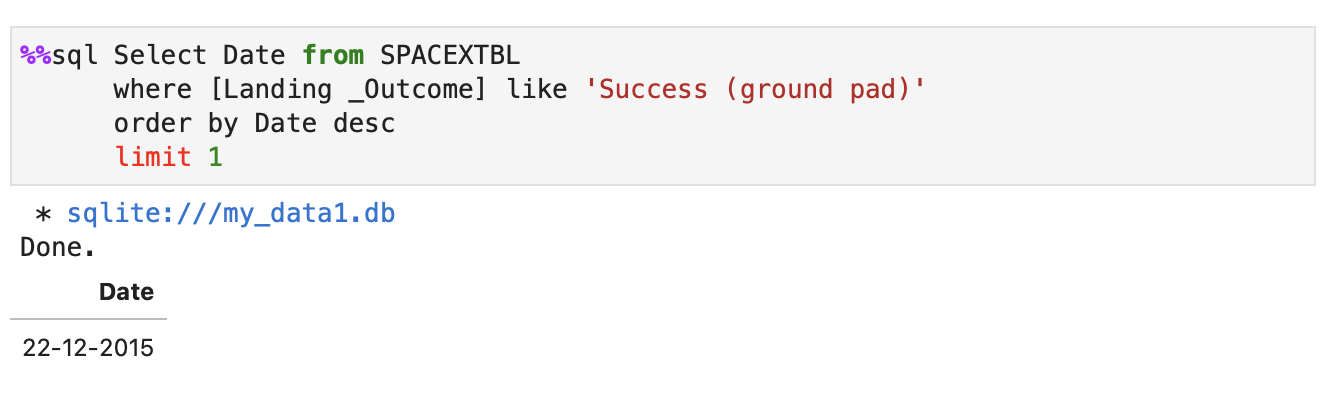 %%sql Select Date from SPACEXTBL
where [Landing _Outcome] like 'Success (ground pad)'
order by Date desc
limit 1
* sqlite:///my_data1.db
Done.
Date
22-12-2015